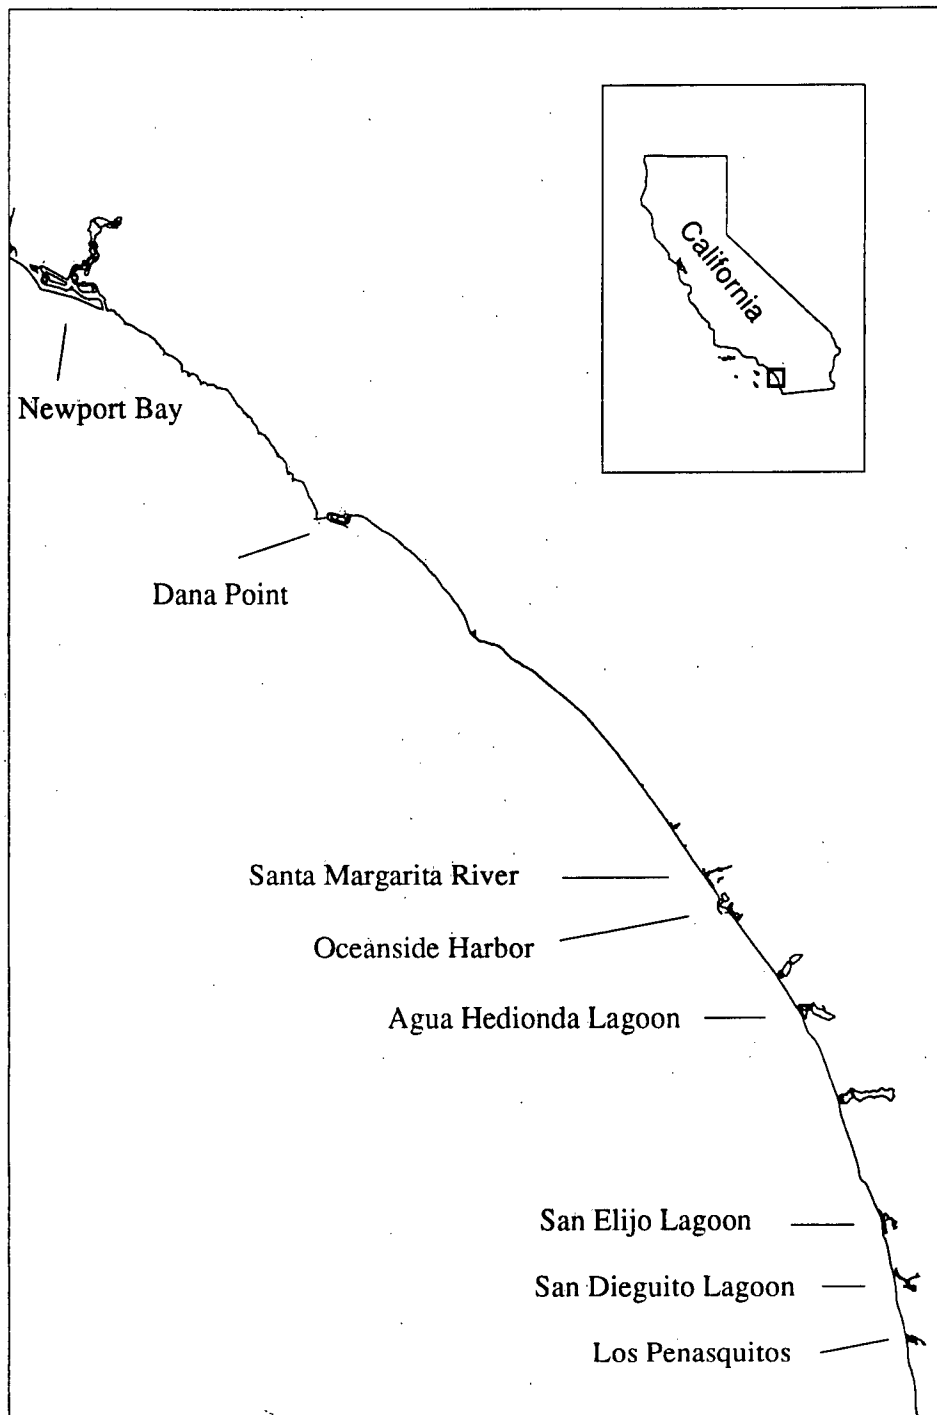 California
Newport Bay
Dana Point
Santa Margarita River
Oceanside Harbor
Agua Hedionda Lagoon
San Elijo Lagoon
San Dieguito Lagoon
Los Penasquitos